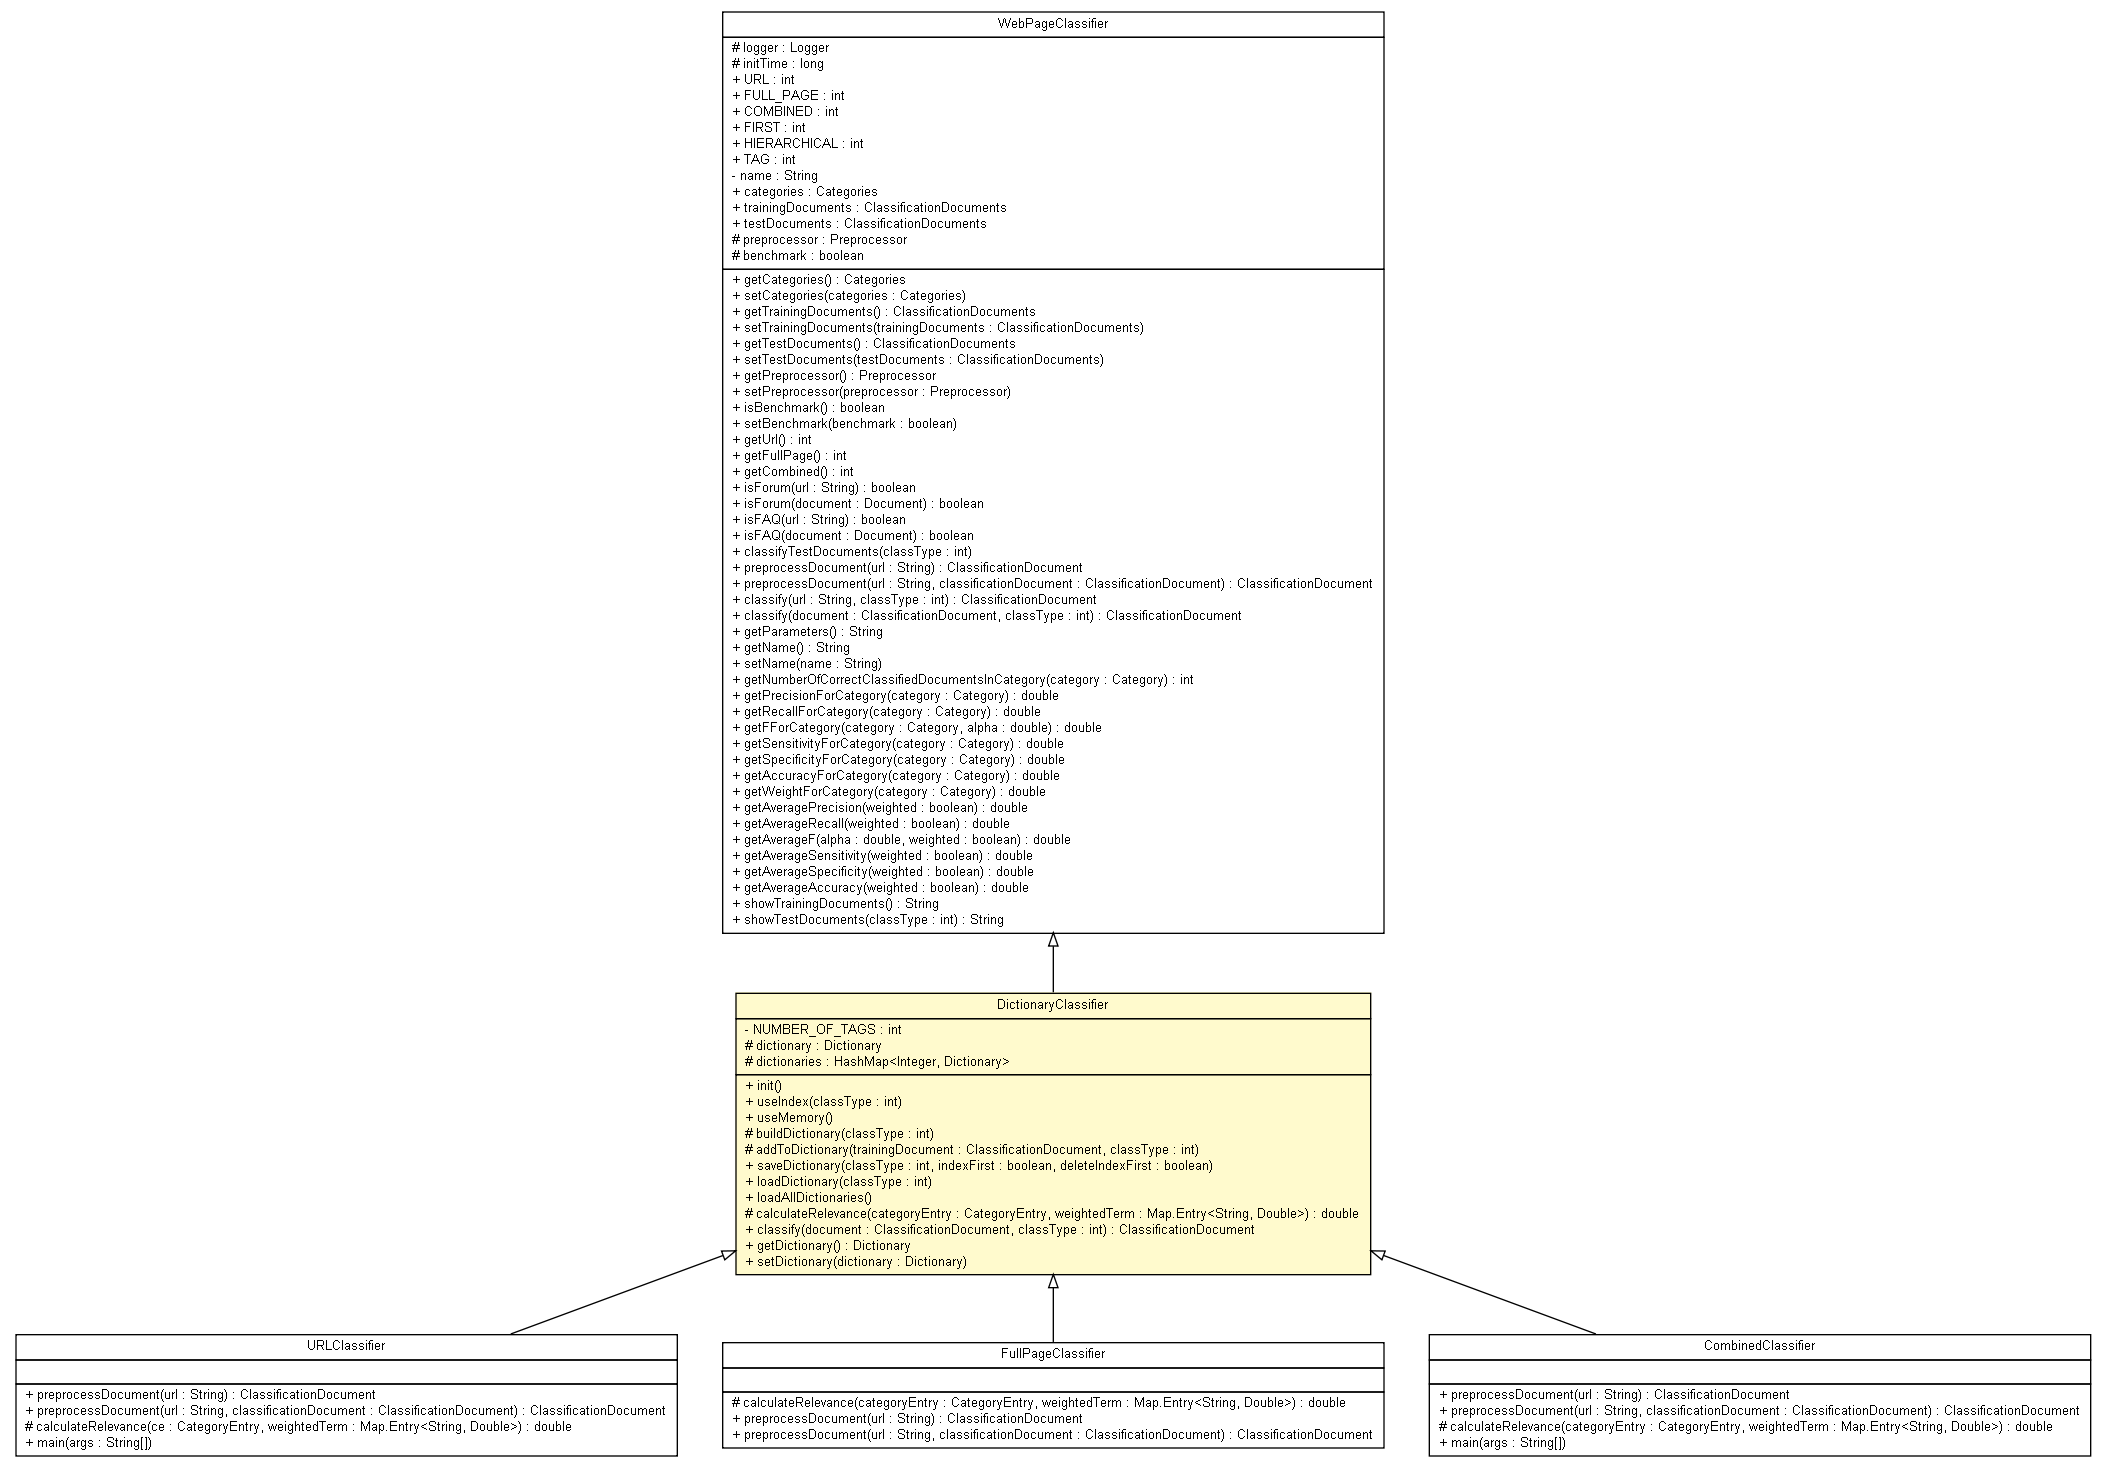 WebPageClassifier
# logger : Logger
# initTime : long
+ URL : int
+ FULL_PAGE : int
+ COMBINED : int
+ FIRST : int
+ HIERARCHICAL : int
+ TAG : int
- name : String
+ categories : Categories
+ trainingDocuments : ClassificationDocuments
+ testDocuments : ClassificationDocuments
# preprocessor : Preprocessor
# benchmark : boolean
+ getCategories() : Categories
+ setCategories(categories : Categories)
+ getTrainingDocuments() : ClassificationDocuments
+ setTrainingDocuments(trainingDocuments : ClassificationDocuments)
+ getTestDocuments() : ClassificationDocuments
+ setTestDocuments(testDocuments : ClassificationDocuments)
+ getPreprocessor() : Preprocessor
+ setPreprocessor(preprocessor : Preprocessor)
+ isBenchmark() : boolean
+ setBenchmark(benchmark : boolean)
+ getUrl() : int
+ getFullPage() : int
+ getCombined() : int
+ isForum(url : String) : boolean
+ isForum(document : Document) : boolean
+ isFAQ(url : String) : boolean
+ isFAQ(document : Document) : boolean
+ classifyTestDocuments(classType : int)
+ preprocessDocument(url : String) : ClassificationDocument
+ preprocessDocument(url : String, classificationDocument : ClassificationDocument) : ClassificationDocument
+ classify(url : String, classType : int) : ClassificationDocument
+ classify(document : ClassificationDocument, classType : int) : ClassificationDocument
+ getParameters() : String
+ getName() : String
+ setName(name : String)
+ getNumberOfCorrectClassifiedDocumentsInCategory(category : Category) : int
+ getPrecisionForCategory(category : Category) : double
+ getRecallForCategory(category : Category) : double
+ getFForCategory(category : Category, alpha : double) : double
+ getSensitivityForCategory(category : Category) : double
+ getSpecificityForCategory(category : Category) : double
+ getAccuracyForCategory(category : Category) : double
+ getWeightForCategory(category : Category) : double
+ getAveragePrecision(weighted : boolean) : double
+ getAverageRecall(weighted : boolean) : double
+ getAverageF(alpha : double, weighted : boolean) : double
+ getAverageSensitivity(weighted : boolean) : double
+ getAverageSpecificity(weighted : boolean) : double
+ getAverageAccuracy(weighted : boolean) : double
+ showTrainingDocuments() : String
+ showTestDocuments(classType : int) : String
DictionaryClassifier
- NUMBER_OF_TAGS : int
# dictionary : Dictionary
# dictionaries : HashMap<Integer, Dictionary>
+ init()
+ useIndex(classType : int)
+ useMemory()
# buildDictionary(classType : int)
# addToDictionary(trainingDocument : ClassificationDocument, classType : int)
+ saveDictionary(classType : int, indexFirst : boolean, deleteIndexFirst : boolean)
+ loadDictionary(classType : int)
+ loadAllDictionaries()
# calculateRelevance(categoryEntry : CategoryEntry, weightedTerm : Map.Entry<String, Double>) : double
+ classify(document : ClassificationDocument, classType : int) : ClassificationDocument
+ getDictionary() : Dictionary
+ setDictionary(dictionary : Dictionary)
URLClassifier
+ preprocessDocument(url : String) : ClassificationDocument
+ preprocessDocument(url : String, classificationDocument : ClassificationDocument) : ClassificationDocument
# calculateRelevance(ce : CategoryEntry, weightedTerm : Map.Entry<String, Double>) : double
+ main(args : String[])
FullPageClassifier
# calculateRelevance(categoryEntry : CategoryEntry, weightedTerm : Map.Entry<String, Double>) : double
+ preprocessDocument(url : String) : ClassificationDocument
+ preprocessDocument(url : String, classificationDocument : ClassificationDocument) : ClassificationDocument
CombinedClassifier
+ preprocessDocument(url : String) : ClassificationDocument
+ preprocessDocument(url : String, classificationDocument : ClassificationDocument) : ClassificationDocument
# calculateRelevance(categoryEntry : CategoryEntry, weightedTerm : Map.Entry<String, Double>) : double
+ main(args : String[])